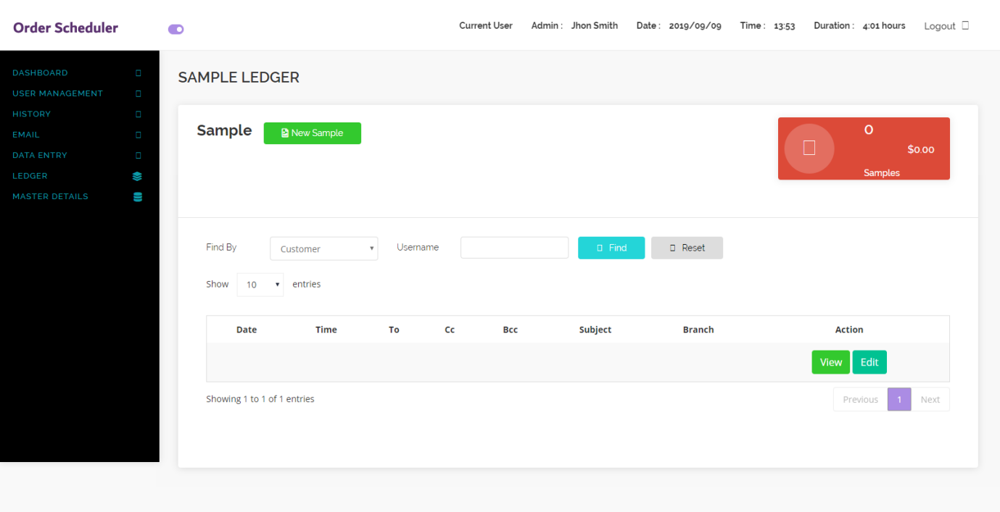 Order Scheduler
Current User Admin : Jhon Smith Date : 2019/09/09 Time : 13:53 Duration : 4:01 hours Logout
DASHBOARD
USER MANAGEMENT
HISTORY
EMAIL
DATA ENTRY
LEDGER
MASTER DETAILS
SAMPLE LEDGER
Sample New Sample
0
$0.00
Samples
Find By Customer Username Find Reset
Show 10 entries
Date Time To Cc Bcc Subject Branch Action
View Edit
Showing 1 to 1 of 1 entries
Previous 1 Next